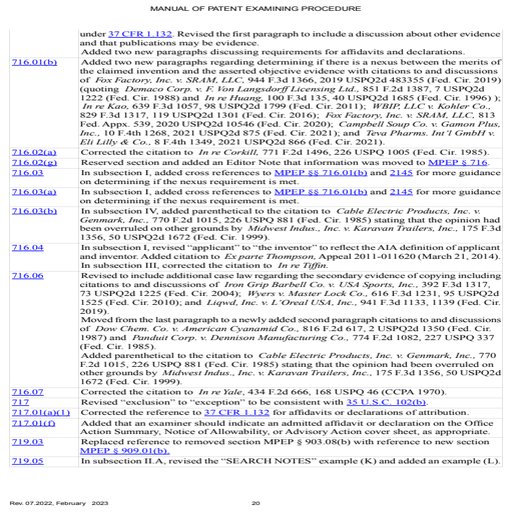 MANUAL OF PATENT EXAMINING PROCEDURE
under 37 CFR 1.132. Revised the first paragraph to include a discussion about other evidence
and that publications may be evidence.
Added two new paragraphs discussing requirements for affidavits and declarations.
716.01(b) Added two new paragraphs regarding determining if there is a nexus between the merits of
the claimed invention and the asserted objective evidence with citations to and discussions
of Fox Factory, Inc. v. SRAM, LLC, 944 F.3d 1366, 2019 USPQ2d 483355 (Fed. Cir. 2019)
(quoting Demaco Corp. v. F. Von Langsdorff Licensing Ltd., 851 F.2d 1387, 7 USPQ2d
1222 (Fed. Cir. 1988) and In re Huang, 100 F.3d 135, 40 USPQ2d 1685 (Fed. Cir. 1996) );
In re Kao, 639 F.3d 1057, 98 USPQ2d 1799 (Fed. Cir. 2011); WBIP, LLC v. Kohler Co.,
829 F.3d 1317, 119 USPQ2d 1301 (Fed. Cir. 2016); Fox Factory, Inc. v. SRAM, LLC, 813
Fed. Appx. 539, 2020 USPQ2d 10546 (Fed. Cir. 2020); Campbell Soup Co. v. Gamon Plus,
Inc., 10 F.4th 1268, 2021 USPQ2d 875 (Fed. Cir. 2021); and Teva Pharms. Int'l GmbH v.
Eli Lilly & Co., 8 F.4th 1349, 2021 USPQ2d 866 (Fed. Cir. 2021).
716.02(a) Corrected the citation to In re Corkill, 771 F.2d 1496, 226 USPQ 1005 (Fed. Cir. 1985).
716.02(g) Reserved section and added an Editor Note that information was moved to MPEP § 716.
716.03 In subsection I, added cross references to MPEP §§ 716.01(b) and 2145 for more guidance
on determining if the nexus requirement is met.
716.03(a) In subsection I, added cross references to MPEP §§ 716.01(b) and 2145 for more guidance
on determining if the nexus requirement is met.
716.03(b) In subsection IV, added parenthetical to the citation to Cable Electric Products, Inc. v.
Genmark, Inc., 770 F.2d 1015, 226 USPQ 881 (Fed. Cir. 1985) stating that the opinion had
been overruled on other grounds by Midwest Indus., Inc. v. Karavan Trailers, Inc., 175 F.3d
1356, 50 USPQ2d 1672 (Fed. Cir. 1999).
716.04 In subsection I, revised “applicant” to “the inventor” to reflect the AIA definition of applicant
and inventor. Added citation to Ex parte Thompson, Appeal 2011-011620 (March 21, 2014).
In subsection III, corrected the citation to In re Tiffin.
716.06 Revised to include additional case law regarding the secondary evidence of copying including
citations to and discussions of Iron Grip Barbell Co. v. USA Sports, Inc., 392 F.3d 1317,
73 USPQ2d 1225 (Fed. Cir. 2004); Wyers v. Master Lock Co., 616 F.3d 1231, 95 USPQ2d
1525 (Fed. Cir. 2010); and Liqwd, Inc. v. L'Oreal USA, Inc., 941 F.3d 1133, 1139 (Fed. Cir.
2019).
Moved from the last paragraph to a newly added second paragraph citations to and discussions
of Dow Chem. Co. v. American Cyanamid Co., 816 F.2d 617, 2 USPQ2d 1350 (Fed. Cir.
1987) and Panduit Corp. v. Dennison Manufacturing Co., 774 F.2d 1082, 227 USPQ 337
(Fed. Cir. 1985).
Added parenthetical to the citation to Cable Electric Products, Inc. v. Genmark, Inc., 770
F.2d 1015, 226 USPQ 881 (Fed. Cir. 1985) stating that the opinion had been overruled on
other grounds by Midwest Induss., Inc. v. Karavan Trailers, Inc., 175 F.3d 1356, 50 USPQ2d
1672 (Fed. Cir. 1999).
716.07 Corrected the citation to In re Yale, 434 F.2d 666, 168 USPQ 46 (CCPA 1970).
717 Revised “exclusion” to “exception” to be consistent with 35 U.S.C. 102(b).
717.01(a)(1) Corrected the reference to 37 CFR 1.132 for affidavits or declarations of attribution.
717.01(f) Added that an examiner should indicate an admitted affidavit or declaration on the Office
Action Summary, Notice of Allowability, or Advisory Action cover sheet, as appropriate.
719.03 Replaced reference to removed section MPEP § 903.08(b) with reference to new section
MPEP § 909.01(b).
719.05 In subsection II.A, revised the “SEARCH NOTES” example (K) and added an example (L).
Rev. 07.2022, February 2023 20